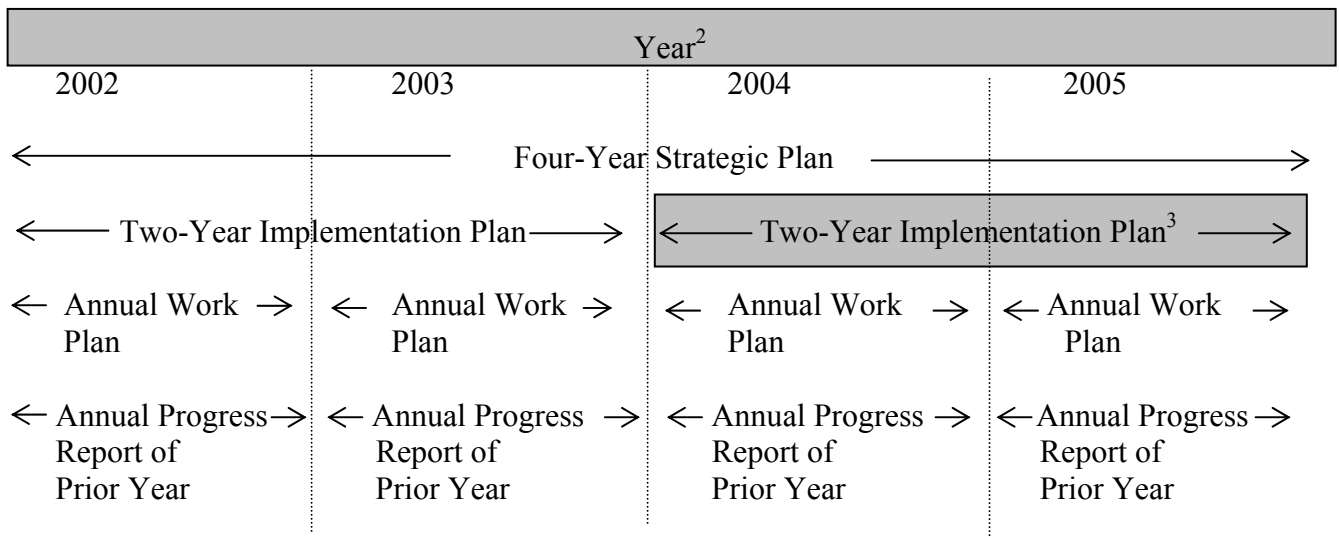 Year²
2002 2003 2004 2005
Four-Year Strategic Plan
Two-Year Implementation Plan Two-Year Implementation Plan³
Annual Work Annual Work Annual Work Annual Work
Plan Plan Plan Plan
Annual Progress Annual Progress Annual Progress Annual Progress
Report of Report of Report of Report of
Prior Year Prior Year Prior Year Prior Year